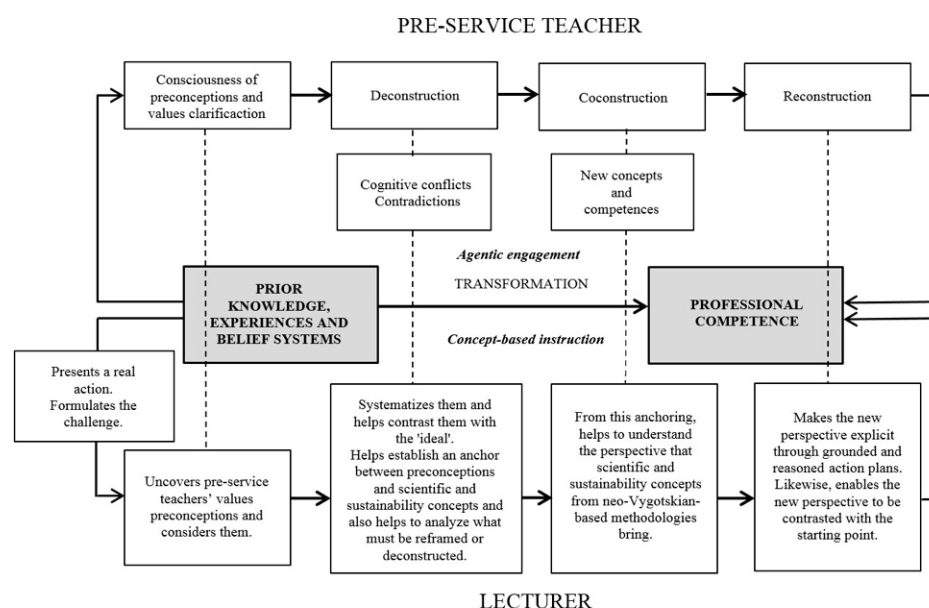 PRE-SERVICE TEACHER
Consciousness of
preconceptions and
values clarificaction
Deconstruction
Coconstruction
Reconstruction
Cognitive conflicts
Contradictions
New concepts
and
competences
Agentic engagement
TRANSFORMATION
PRIOR
KNOWLEDGE,
EXPERIENCES AND
BELIEF SYSTEMS
PROFESSIONAL
COMPETENCE
Concept-based instruction
Presents a real
action.
Formulates the
challenge.
Uncovers pre-service
teachers’ values
preconceptions and
considers them.
Systematizes them and
helps contrast them with
the 'ideal'.
Helps establish an anchor
between preconceptions
and scientific and
sustainability concepts and
also helps to analyze what
must be reframed or
deconstructed.
From this anchoring,
helps to understand the
perspective that
scientific and
sustainability concepts
from neo-Vygotskian-
based methodologies
bring.
Makes the new
perspective explicit
through grounded and
reasoned action plans.
Likewise, enables the
new perspective to be
contrasted with the
starting point.
LECTURER